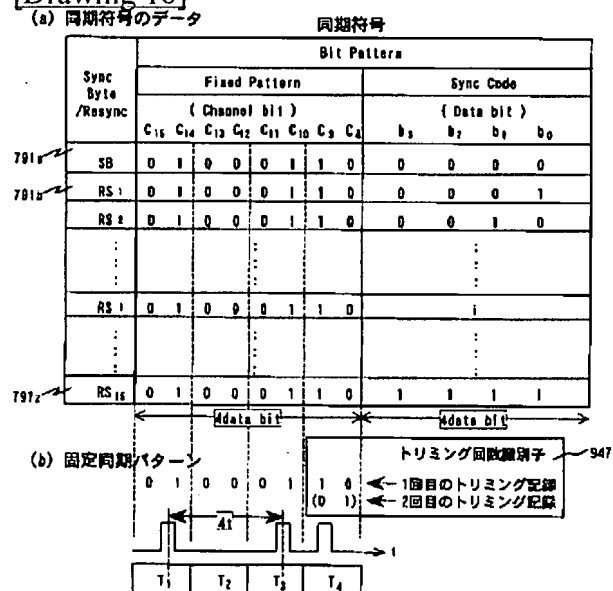 [Drawing 16]
(a) 同期符号のデータ
同期符号
Bit Pattern
Sync Byte /Resync
Fixed Pattern
Sync Code
( Channel bit )
( Data bit )
C15 C14 C13 C12 C11 C10 C9 C8 b3 b2 b1 b0
791a SB 0 1 0 0 0 1 1 0 0 0 0 0
791b RS1 0 1 0 0 0 1 1 0 0 0 0 1
RS2 0 1 0 0 0 1 1 0 0 0 1 0
RS i 0 1 0 0 0 1 1 0 i
791z RS15 0 1 0 0 0 1 1 0 1 1 1 1
4data bit 4data bit
(b) 固定同期パターン
トリミング回数識別子 947
0 1 0 0 0 1 1 0 1回目のトリミング記録
(0 1) 2回目のトリミング記録
4t
t
T1 T2 T3 T4